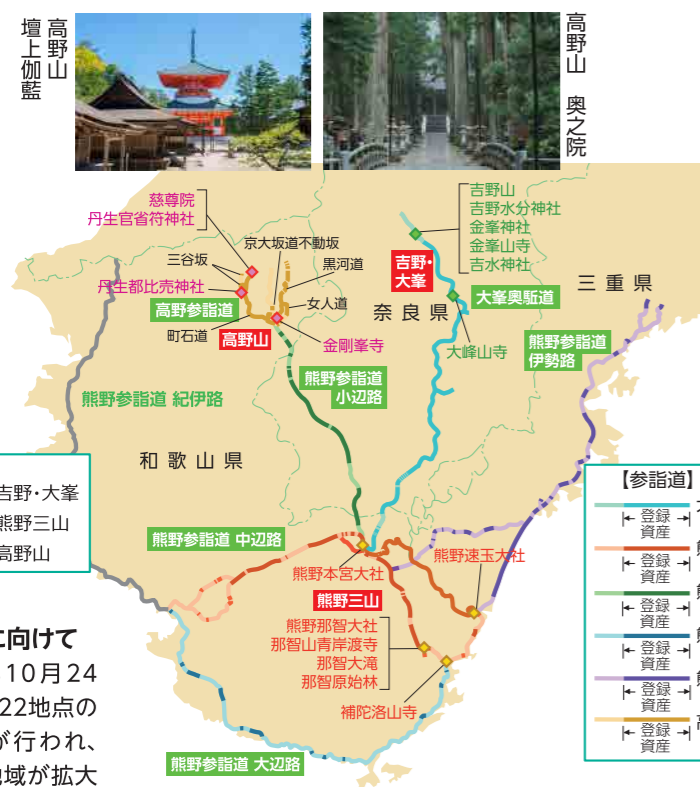 高野山
壇上伽藍
高野山 奥之院
慈尊院
丹生官省符神社
三谷坂
京大坂道不動坂
黒河道
丹生都比売神社
女人道
高野参詣道
町石道
高野山
金剛峯寺
吉野山
吉野水分神社
金峯神社
金峯山寺
吉水神社
吉野・
大峯
大峯奥駈道
三重県
奈良県
大峰山寺
熊野参詣道
伊勢路
熊野参詣道
小辺路
熊野参詣道 紀伊路
和歌山県
吉野・大峯
熊野三山
高野山
熊野参詣道 中辺路
熊野本宮大社
熊野速玉大社
熊野三山
熊野那智大社
那智山青岸渡寺
那智大滝
那智原始林
補陀洛山寺
熊野参詣道 大辺路
【参詣道】
登録
資産
登録
資産
登録
資産
登録
資産
登録
資産
登録
資産
に向けて
10月24
22地点の
が行われ、
地域が拡大